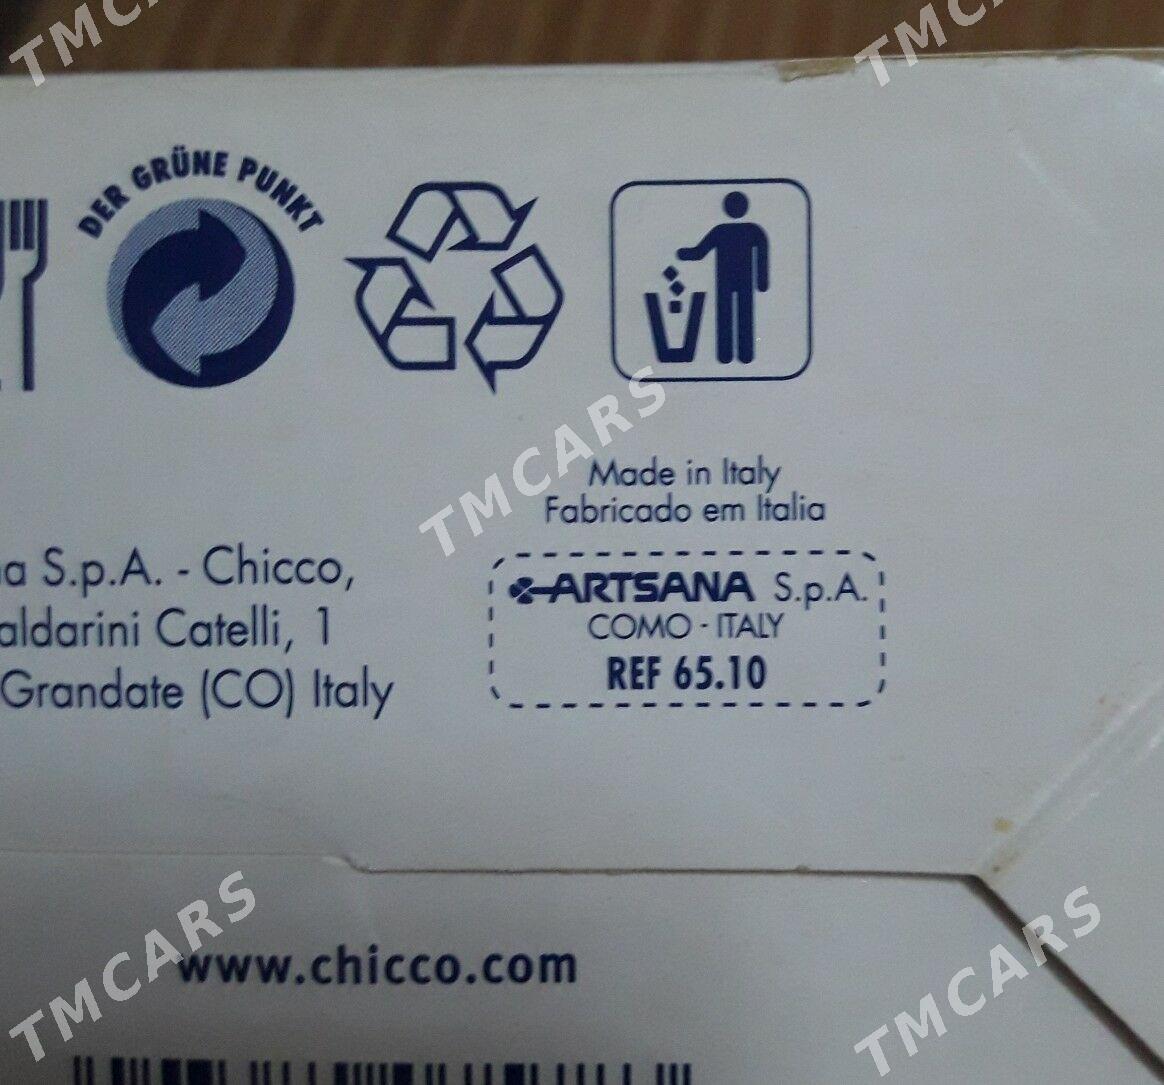 TMCARS
TMCARS
DER GRÜNE PUNKT
TMCARS
Made in Italy
Fabricado em Italia
S.p.A. - Chicco,
Catelli, 1
Grandate (CO) Italy
ARTSANA S.p.A.
COMO - ITALY
REF 65.10
TMCARS
TMCARS
www.chicco.com